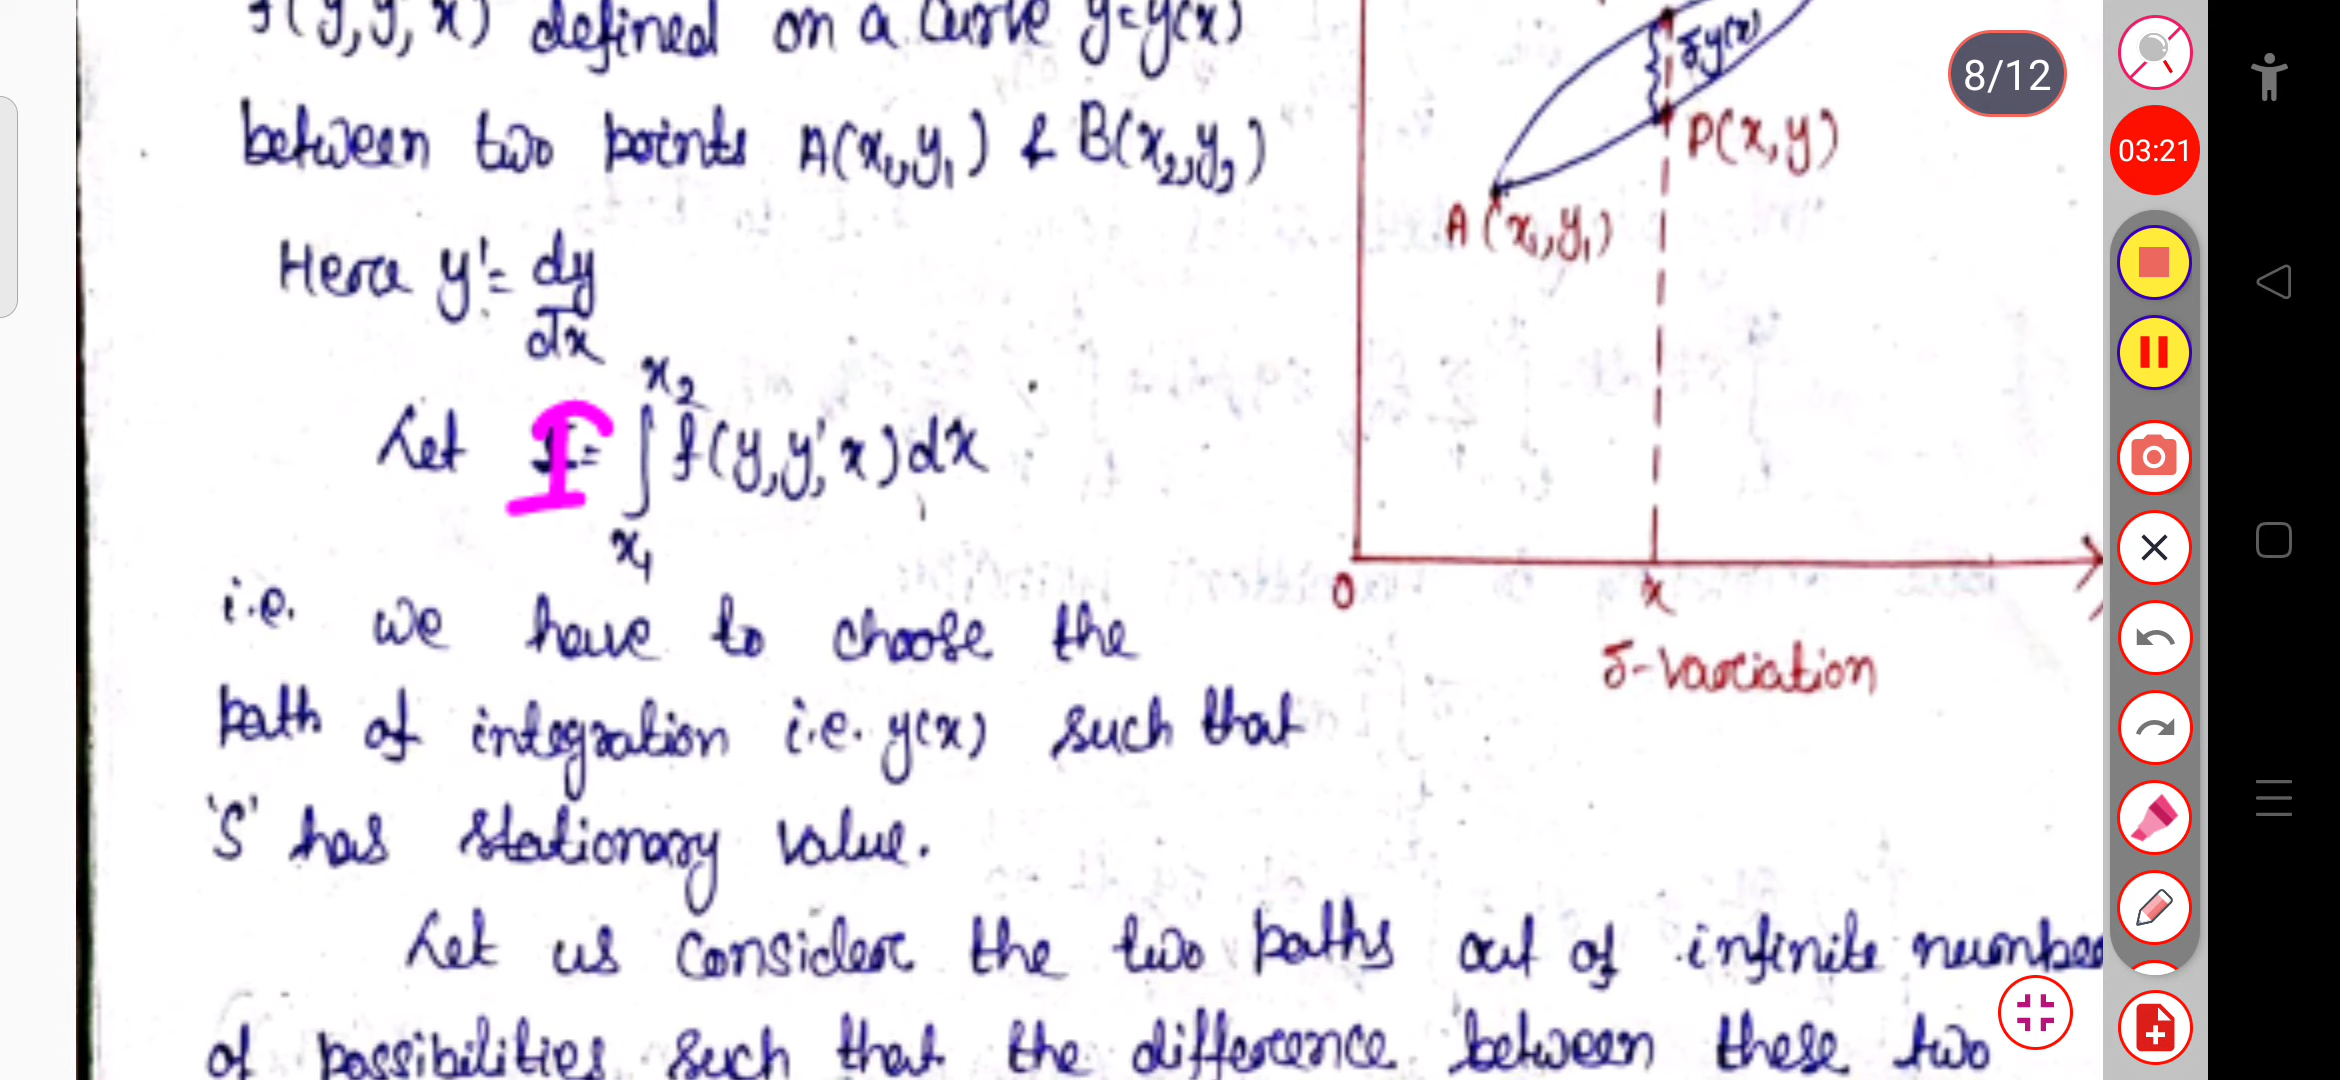 f(y, y', x) defined on a curve y=y(x)
between two points A(x₁,y₁) & B(x₂,y₂)
Here y' = dy/dx
Let I = ∫ₓ₁ˣ² f(y, y', x) dx
i.e. we have to choose the
path of integration i.e. y(x) such that
'S' has stationary value.
Let us consider the two paths out of infinite number
of possibilities such that the difference between these two
δy(x)
P(x,y)
A (x₁,y₁)
0
x
δ-variation
8/12
03:21